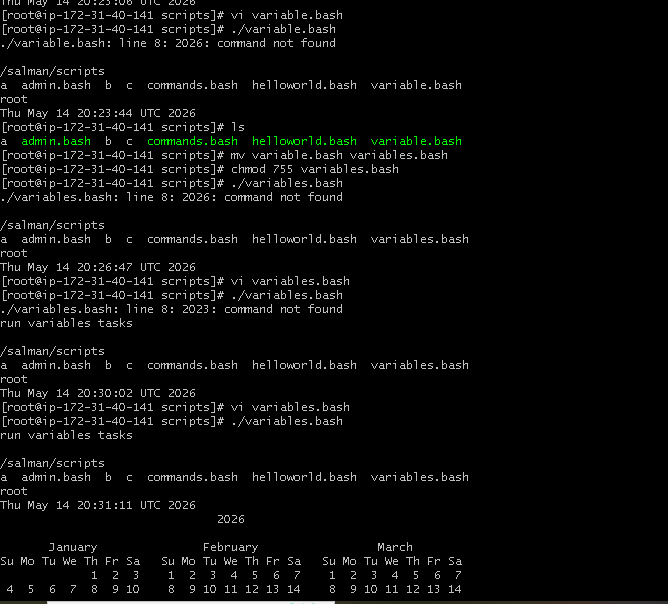 Thu May 14 20:23:06 UTC 2026
[root@ip-172-31-40-141 scripts]# vi variable.bash
[root@ip-172-31-40-141 scripts]# ./variable.bash
./variable.bash: line 8: 2026: command not found

/salman/scripts
a  admin.bash  b  c  commands.bash  helloworld.bash  variable.bash
root
Thu May 14 20:23:44 UTC 2026
[root@ip-172-31-40-141 scripts]# ls
a  admin.bash  b  c  commands.bash  helloworld.bash  variable.bash
[root@ip-172-31-40-141 scripts]# mv variable.bash variables.bash
[root@ip-172-31-40-141 scripts]# chmod 755 variables.bash
[root@ip-172-31-40-141 scripts]# ./variables.bash
./variables.bash: line 8: 2026: command not found

/salman/scripts
a  admin.bash  b  c  commands.bash  helloworld.bash  variables.bash
root
Thu May 14 20:26:47 UTC 2026
[root@ip-172-31-40-141 scripts]# vi variables.bash
[root@ip-172-31-40-141 scripts]# ./variables.bash
./variables.bash: line 8: 2023: command not found
run variables tasks

/salman/scripts
a  admin.bash  b  c  commands.bash  helloworld.bash  variables.bash
root
Thu May 14 20:30:02 UTC 2026
[root@ip-172-31-40-141 scripts]# vi variables.bash
[root@ip-172-31-40-141 scripts]# ./variables.bash
run variables tasks

/salman/scripts
a  admin.bash  b  c  commands.bash  helloworld.bash  variables.bash
root
Thu May 14 20:31:11 UTC 2026
                               2026

       January               February                 March
Su Mo Tu We Th Fr Sa   Su Mo Tu We Th Fr Sa   Su Mo Tu We Th Fr Sa
             1  2  3    1  2  3  4  5  6  7    1  2  3  4  5  6  7
 4  5  6  7  8  9 10    8  9 10 11 12 13 14    8  9 10 11 12 13 14